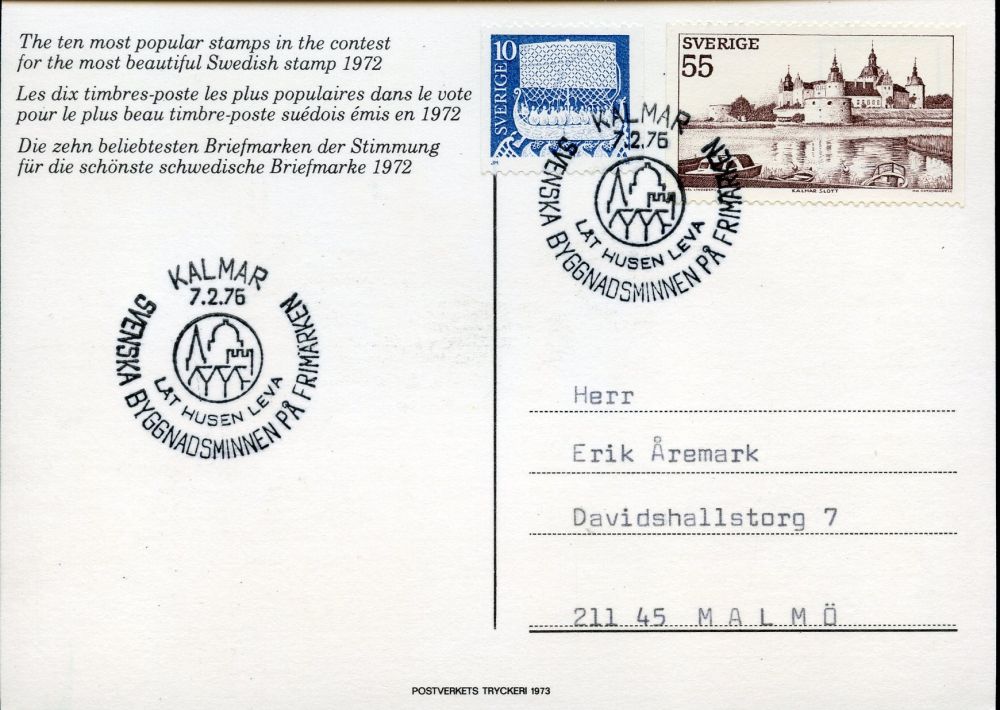 The ten most popular stamps in the contest
for the most beautiful Swedish stamp 1972
Les dix timbres-poste les plus populaires dans le vote
pour le plus beau timbre-poste suédois émis en 1972
Die zehn beliebtesten Briefmarken der Stimmung
für die schönste schwedische Briefmarke 1972
10
SVERIGE
SVERIGE
55
KALMAR SLOTT
KALMAR
7.2.76
SVENSKA BYGGNADSMINNEN PÅ FRIMÄRKEN
LÅT HUSEN LEVA
KALMAR
7.2.76
SVENSKA BYGGNADSMINNEN PÅ FRIMÄRKEN
LÅT HUSEN LEVA
Herr
Erik Åremark
Davidshallstorg 7
211 45 M A L M Ö
POSTVERKETS TRYCKERI 1973